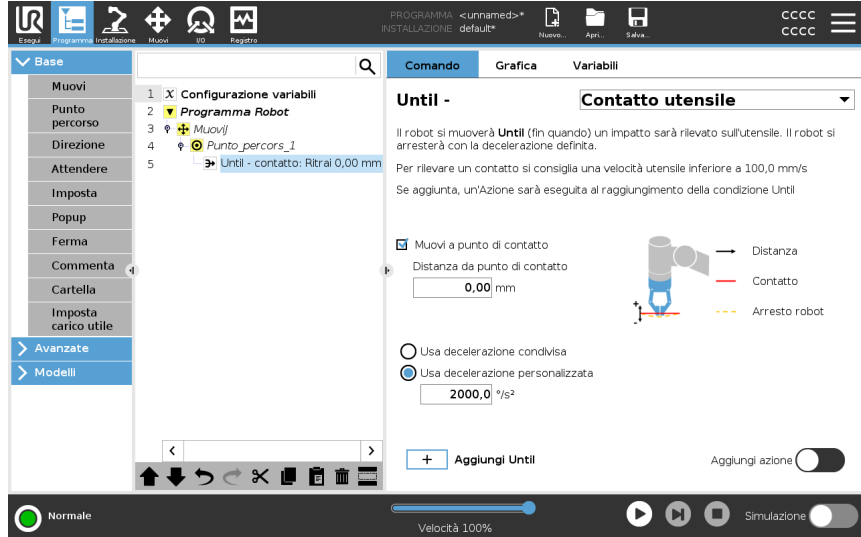 PROGRAMMA <unnamed>*
INSTALLAZIONE default*
UR
Esegui
Programma
Installazione
Muovi
I/O
Registro
Nuovo...
Apri...
Salva...
CCCC
CCCC
Base
Muovi
Punto
percorso
Direzione
Attendere
Imposta
Popup
Ferma
Commenta
Cartella
Imposta
carico utile
Avanzate
Modelli
1 X Configurazione variabili
2 Programma Robot
3 MuoviJ
4 Punto_percors_1
5 Until - contatto: Ritrai 0,00 mm
Comando Grafica Variabili
Until - Contatto utensile
Il robot si muoverà Until (fin quando) un impatto sarà rilevato sull'utensile. Il robot si
arresterà con la decelerazione definita.
Per rilevare un contatto si consiglia una velocità utensile inferiore a 100,0 mm/s
Se aggiunta, un'Azione sarà eseguita al raggiungimento della condizione Until
Muovi a punto di contatto
Distanza da punto di contatto
0,00 mm
Distanza
Contatto
Arresto robot
+
-
Usa decelerazione condivisa
Usa decelerazione personalizzata
2000,0 °/s²
+ Aggiungi Until
Aggiungi azione
Normale
Velocità 100%
Simulazione